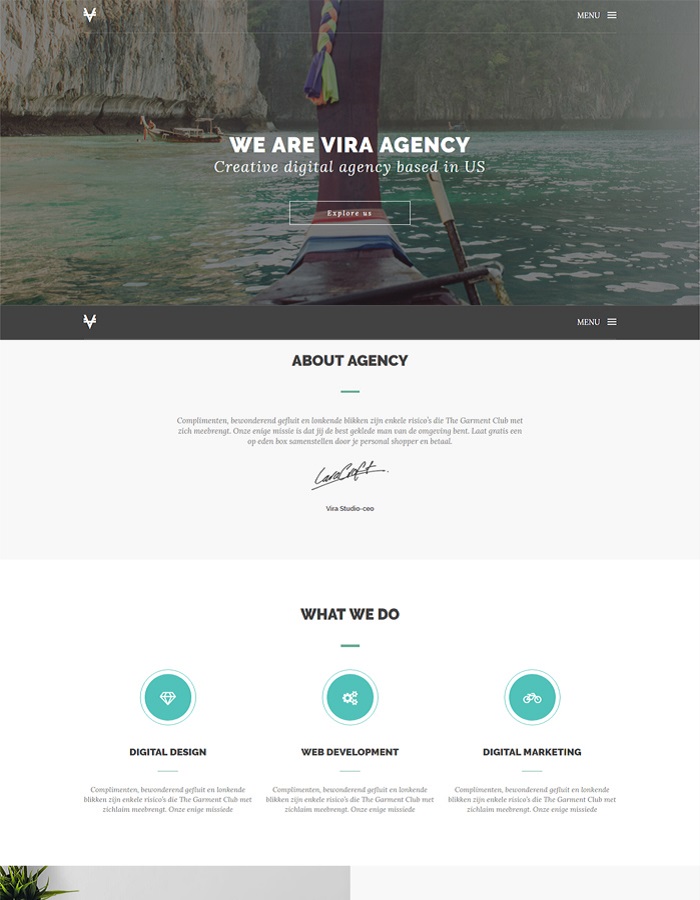 MENU
WE ARE VIRA AGENCY
Creative digital agency based in US
Explore us
MENU
ABOUT AGENCY
Complimenten, bewonderend gefluit en lonkende blikken zijn enkele risico's die The Garment Club met
zich meebrengt. Onze enige missie is dat jij de best geklede man van de omgeving bent. Laat gratis een
op eden box samenstellen door je personal shopper en betaal.
Vira Studio-ceo
WHAT WE DO
DIGITAL DESIGN
Complimenten, bewonderend gefluit en lonkende
blikken zijn enkele risico's die The Garment Club met
zichlaim meebrengt. Onze enige missiede
WEB DEVELOPMENT
Complimenten, bewonderend gefluit en lonkende
blikken zijn enkele risico's die The Garment Club met
zichlaim meebrengt. Onze enige missiede
DIGITAL MARKETING
Complimenten, bewonderend gefluit en lonkende
blikken zijn enkele risico's die The Garment Club met
zichlaim meebrengt. Onze enige missiede